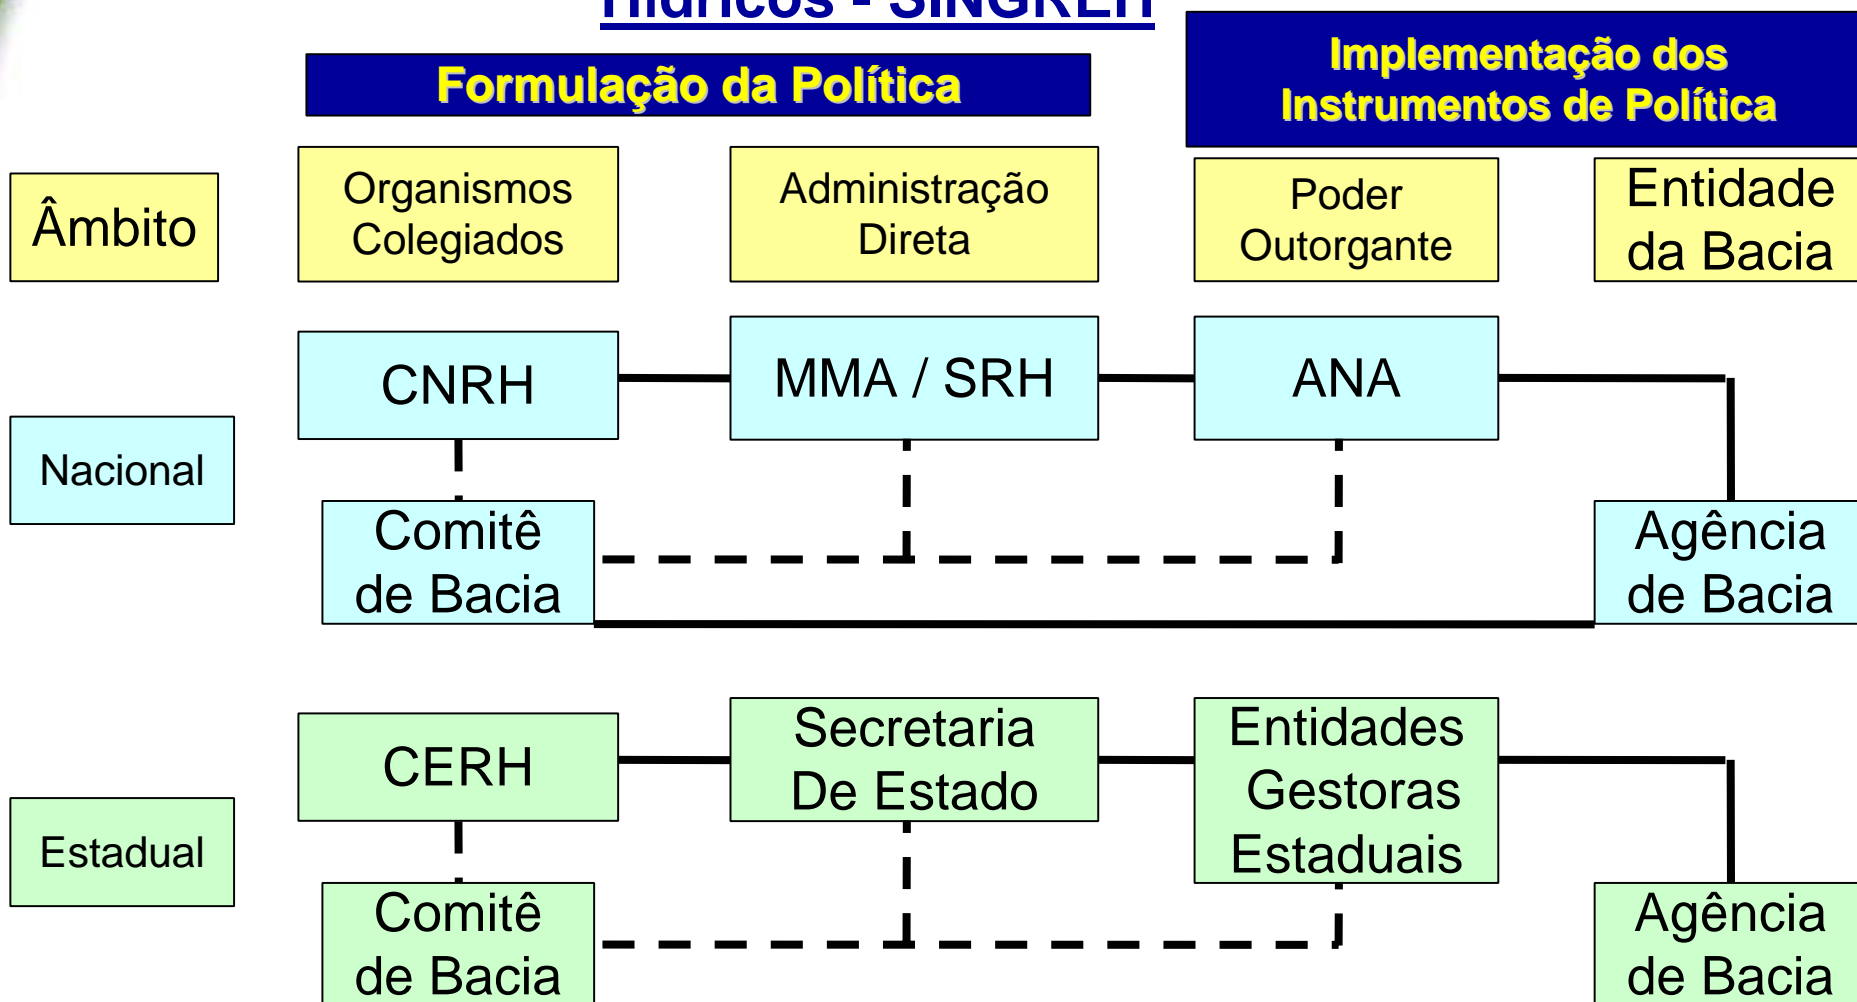 Hídricos - SINGREH
Formulação da Política
Implementação dos
Instrumentos de Política
Âmbito
Organismos
Colegiados
Administração
Direta
Poder
Outorgante
Entidade
da Bacia
CNRH
MMA / SRH
ANA
Nacional
Comitê
de Bacia
Agência
de Bacia
CERH
Secretaria
De Estado
Entidades
Gestoras
Estaduais
Estadual
Comitê
de Bacia
Agência
de Bacia